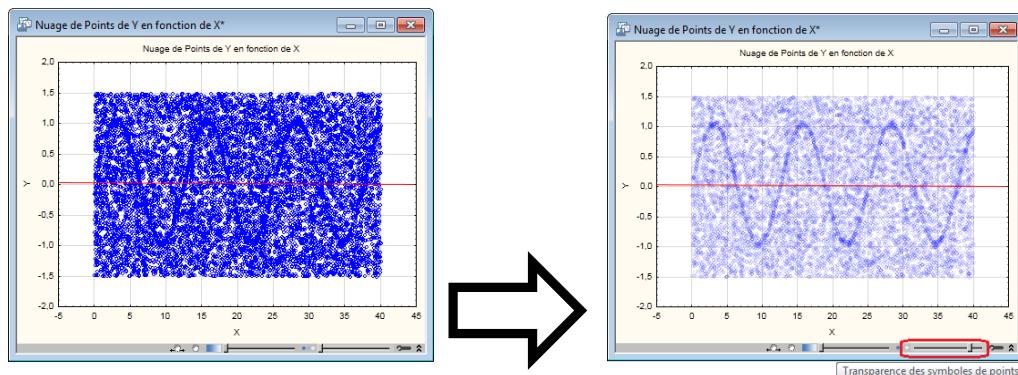 Nuage de Points de Y en fonction de X*
Nuage de Points de Y en fonction de X
2,0
1,5
1,0
0,5
0,0
-0,5
-1,0
-1,5
-2,0
Y
-5 0 5 10 15 20 25 30 35 40 45
X
Nuage de Points de Y en fonction de X*
Nuage de Points de Y en fonction de X
2,0
1,5
1,0
0,5
0,0
-0,5
-1,0
-1,5
-2,0
Y
-5 0 5 10 15 20 25 30 35 40 45
X
Transparence des symboles de points